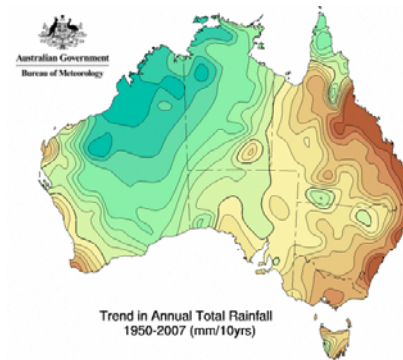 Australian Government
Bureau of Meteorology
Trend in Annual Total Rainfall
1950-2007 (mm/10yrs)